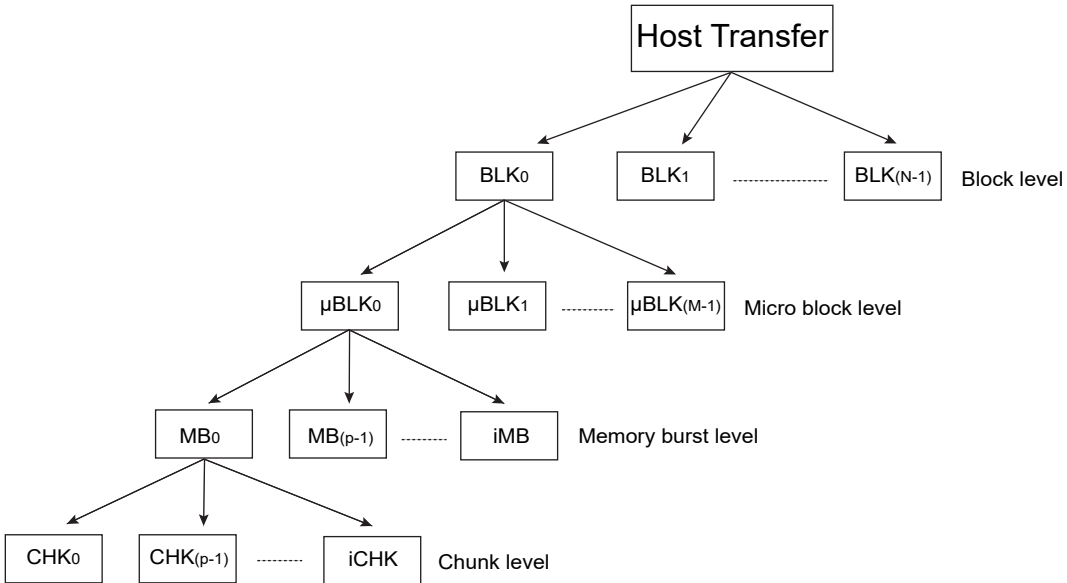 Host Transfer
BLK0 BLK1 BLK(N-1) Block level
µBLK0 µBLK1 µBLK(M-1) Micro block level
MB0 MB(p-1) iMB Memory burst level
CHK0 CHK(p-1) iCHK Chunk level